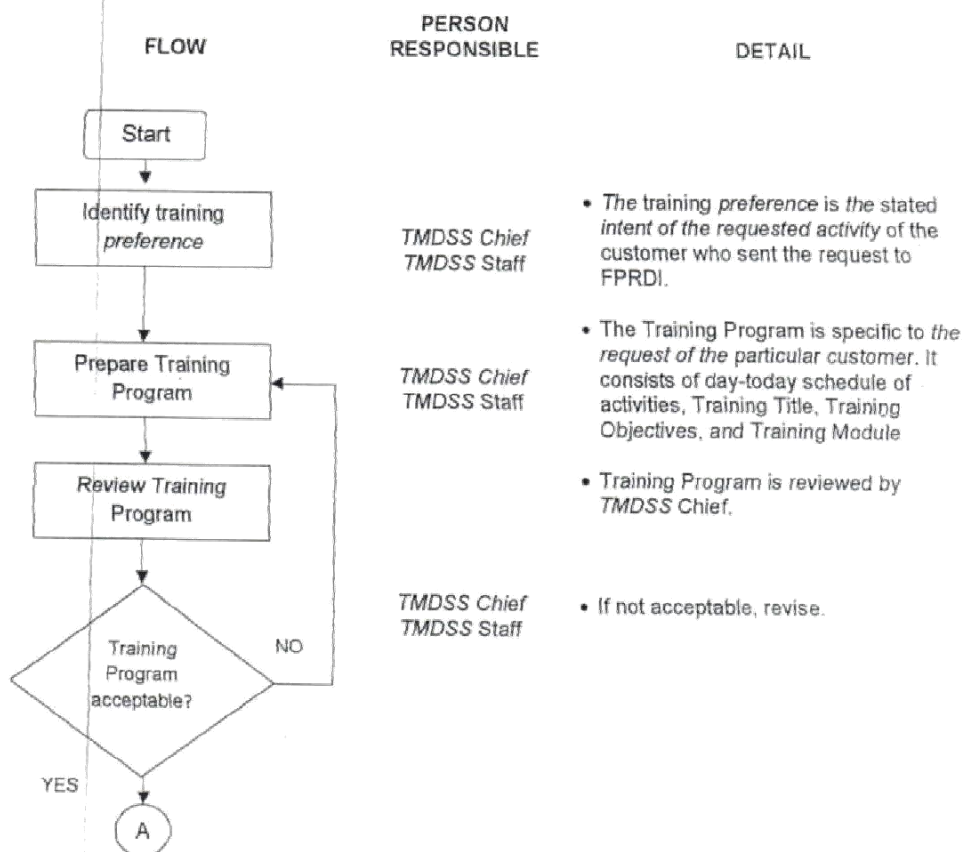 FLOW
PERSON
RESPONSIBLE
DETAIL
Start
Identify training
preference
TMDSS Chief
TMDSS Staff
• The training preference is the stated
intent of the requested activity of the
customer who sent the request to
FPRDI.
Prepare Training
Program
TMDSS Chief
TMDSS Staff
• The Training Program is specific to the
request of the particular customer. It
consists of day-today schedule of
activities, Training Title, Training
Objectives, and Training Module
Review Training
Program
• Training Program is reviewed by
TMDSS Chief.
Training
Program
acceptable?
NO
TMDSS Chief
TMDSS Staff
• If not acceptable, revise.
YES
A